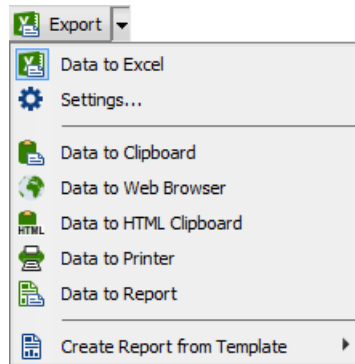 Export
Data to Excel
Settings...
Data to Clipboard
Data to Web Browser
HTML Data to HTML Clipboard
Data to Printer
Data to Report
Create Report from Template